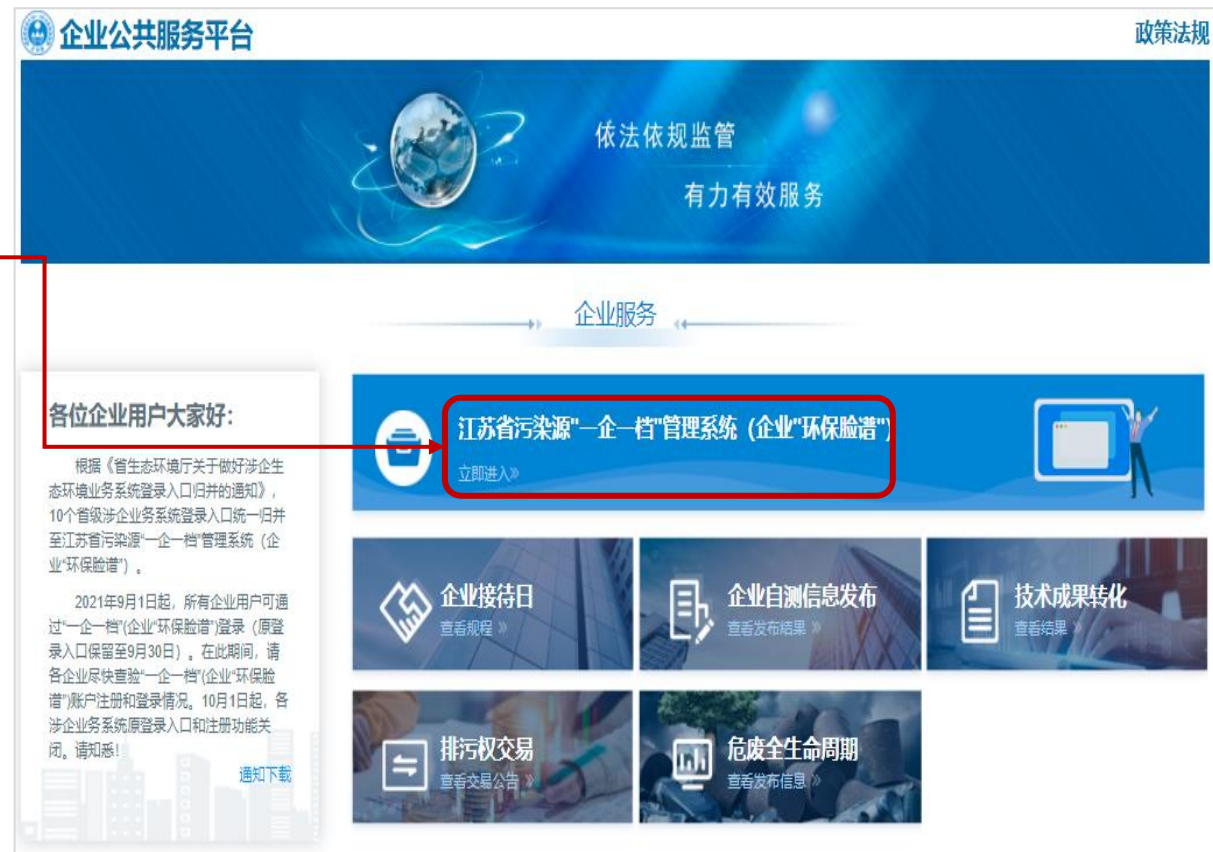 企业公共服务平台
政策法规
依法依规监管
有力有效服务
企业服务
各位企业用户大家好:
根据《省生态环境厅关于做好涉企生
态环境业务系统登录入口归并的通知》,
10个省级涉企业务系统登录入口统一归并
至江苏省污染源“一企一档”管理系统（企
业“环保脸谱”）。
2021年9月1日起, 所有企业用户可通
过“一企一档”(企业“环保脸谱”)登录（原登
录入口保留至9月30日）。在此期间, 请
各企业尽快查验“一企一档”(企业“环保脸
谱”)账户注册和登录情况。10月1日起, 各
涉企业务系统原登录入口和注册功能关
闭。请知悉!
通知下载
江苏省污染源"一企一档"管理系统（企业"环保脸谱"）
立即进入»
企业接待日
查看规程 »
企业自测信息发布
查看发布结果 »
技术成果转化
查看结果 »
排污权交易
查看交易公告 »
危废全生命周期
查看发布信息 »